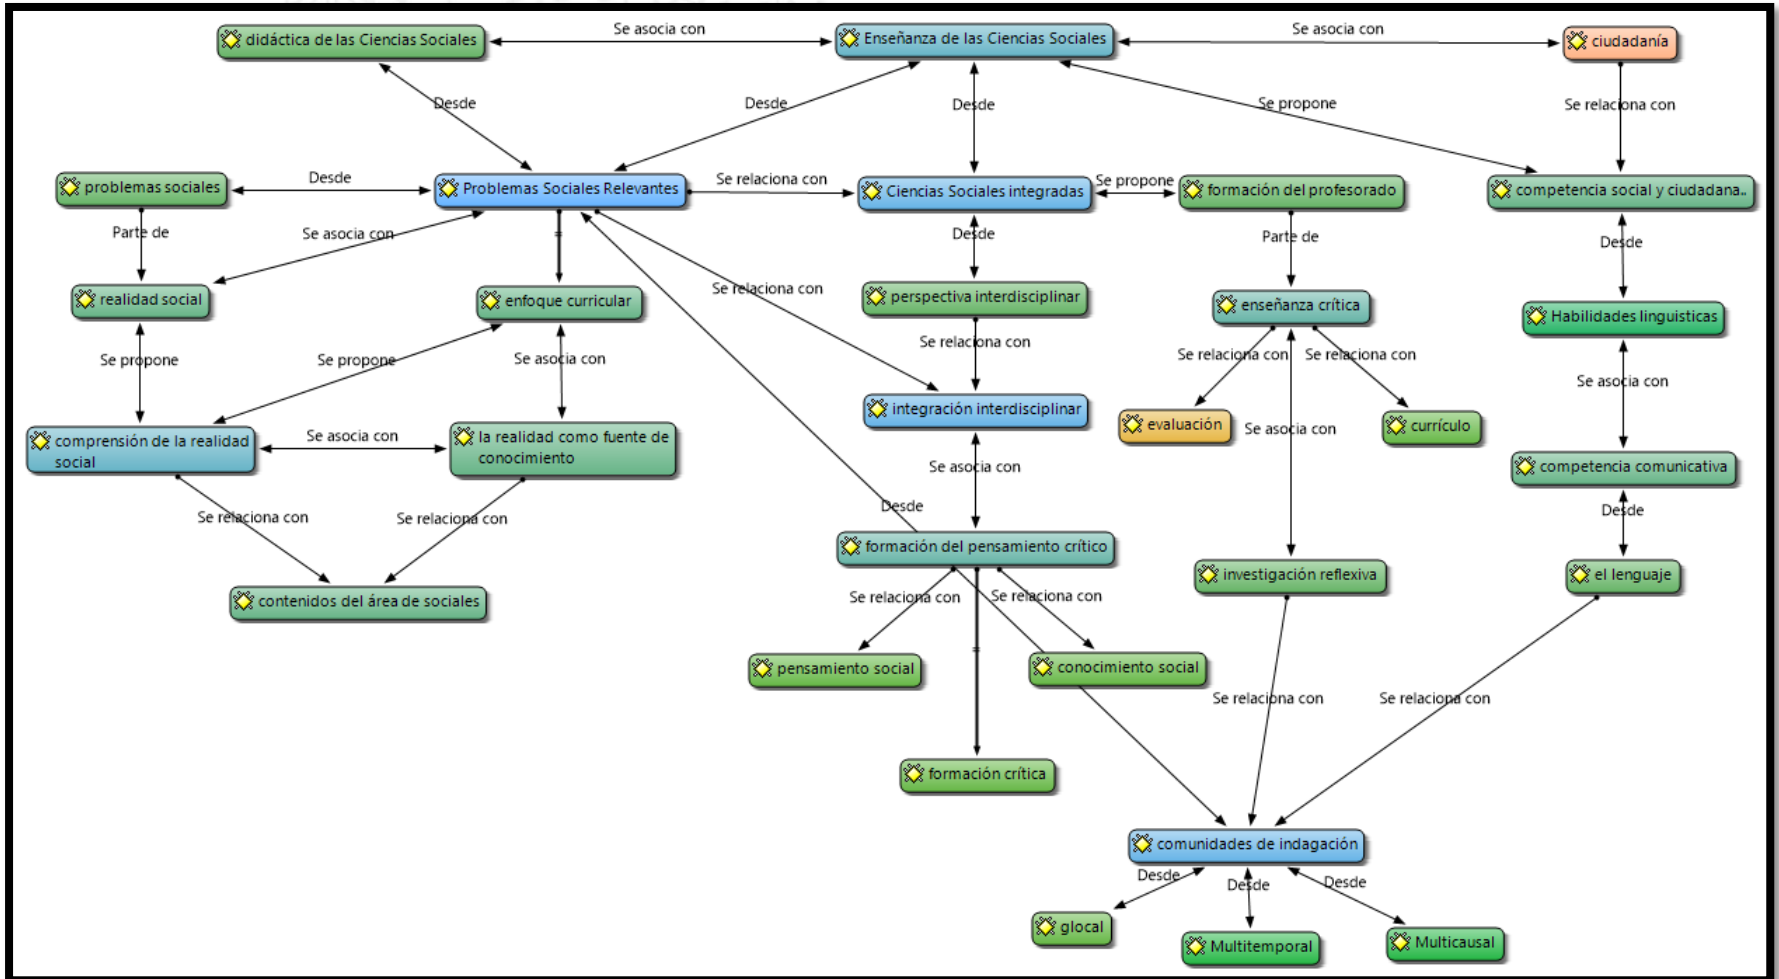 Se asocia con
Se asocia con
didáctica de las Ciencias Sociales
Enseñanza de las Ciencias Sociales
ciudadanía
Desde
Desde
Desde
Se propone
Se relaciona con
problemas sociales
Desde
Problemas Sociales Relevantes
Se relaciona con
Ciencias Sociales integradas
Se propone
formación del profesorado
competencia social y ciudadana..
Parte de
Se asocia con
=
Desde
Parte de
Desde
realidad social
enfoque curricular
Se relaciona con
perspectiva interdisciplinar
enseñanza crítica
Habilidades linguisticas
Se propone
Se propone
Se asocia con
Se relaciona con
Se relaciona con
Se relaciona con
Se asocia con
integración interdisciplinar
evaluación
Se asocia con
currículo
comprensión de la realidad
social
Se asocia con
la realidad como fuente de
conocimiento
Se asocia con
competencia comunicativa
Se relaciona con
Se relaciona con
Desde
Desde
formación del pensamiento crítico
investigación reflexiva
el lenguaje
contenidos del área de sociales
Se relaciona con
Se relaciona con
=
pensamiento social
conocimiento social
Se relaciona con
Se relaciona con
formación crítica
comunidades de indagación
Desde
Desde
Desde
glocal
Multitemporal
Multicausal